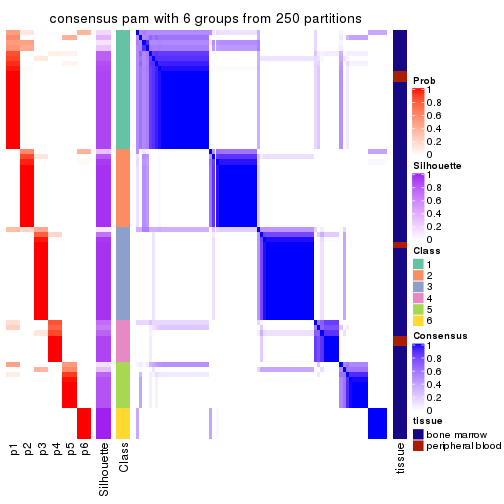 consensus pam with 6 groups from 250 partitions
Prob
1
0.8
0.6
0.4
0.2
0
Silhouette
1
0.8
0.6
0.4
0.2
0
Class
1
2
3
4
5
6
Consensus
1
0.8
0.6
0.4
0.2
0
tissue
bone marrow
peripheral blood
p1
p2
p3
p4
p5
p6
Silhouette
Class
tissue